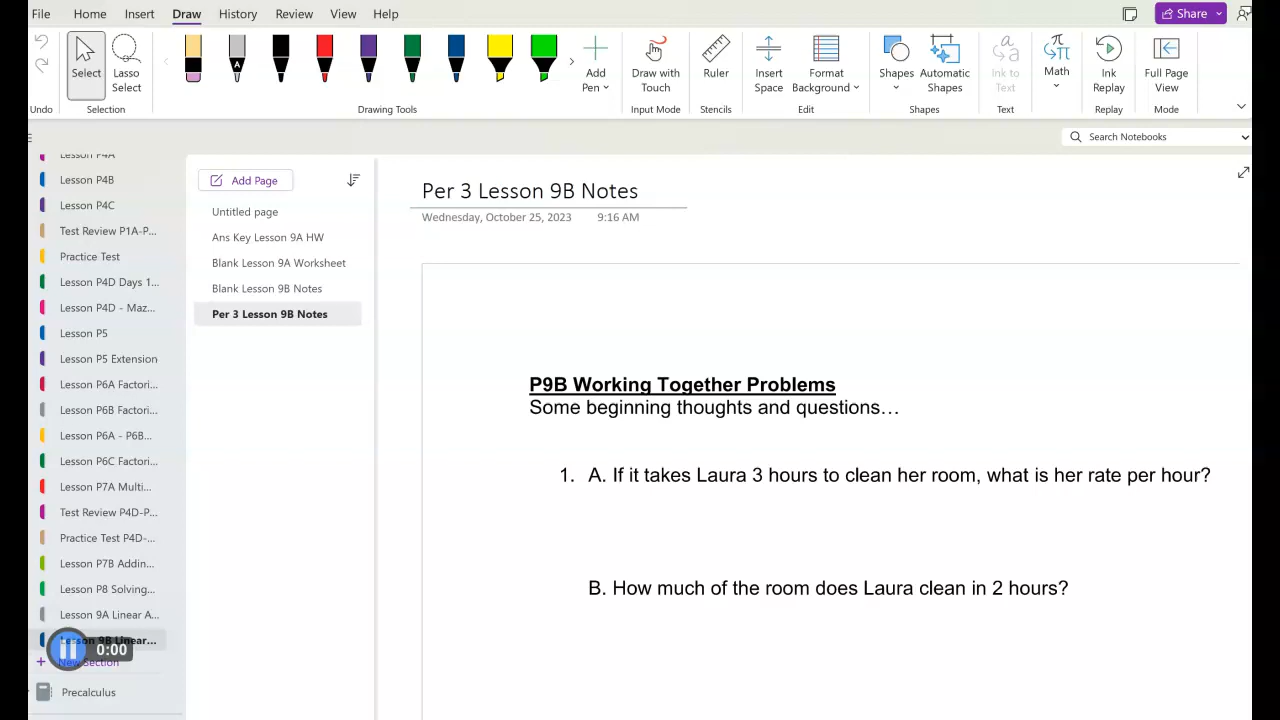 File Home Insert Draw History Review View Help Share
Undo
Select
Lasso Select
Selection
A
Drawing Tools
Add Pen
Draw with Touch
Input Mode
Ruler
Stencils
Insert Space
Format Background
Edit
Shapes
Automatic Shapes
Shapes
Ink to Text
Text
Math
Ink Replay
Replay
Full Page View
Mode
Search Notebooks
Lesson P4A
Lesson P4B
Lesson P4C
Test Review P1A-P...
Practice Test
Lesson P4D Days 1...
Lesson P4D - Maz...
Lesson P5
Lesson P5 Extension
Lesson P6A Factori...
Lesson P6B Factori...
Lesson P6A - P6B...
Lesson P6C Factori...
Lesson P7A Multi...
Test Review P4D-P...
Practice Test P4D-...
Lesson P7B Addin...
Lesson P8 Solving...
Lesson 9A Linear A...
Lesson 9B Linear...
0:00
New Section
Precalculus
Add Page
Untitled page
Ans Key Lesson 9A HW
Blank Lesson 9A Worksheet
Blank Lesson 9B Notes
Per 3 Lesson 9B Notes
Per 3 Lesson 9B Notes
Wednesday, October 25, 2023 9:16 AM
P9B Working Together Problems
Some beginning thoughts and questions…
1. A. If it takes Laura 3 hours to clean her room, what is her rate per hour?
B. How much of the room does Laura clean in 2 hours?